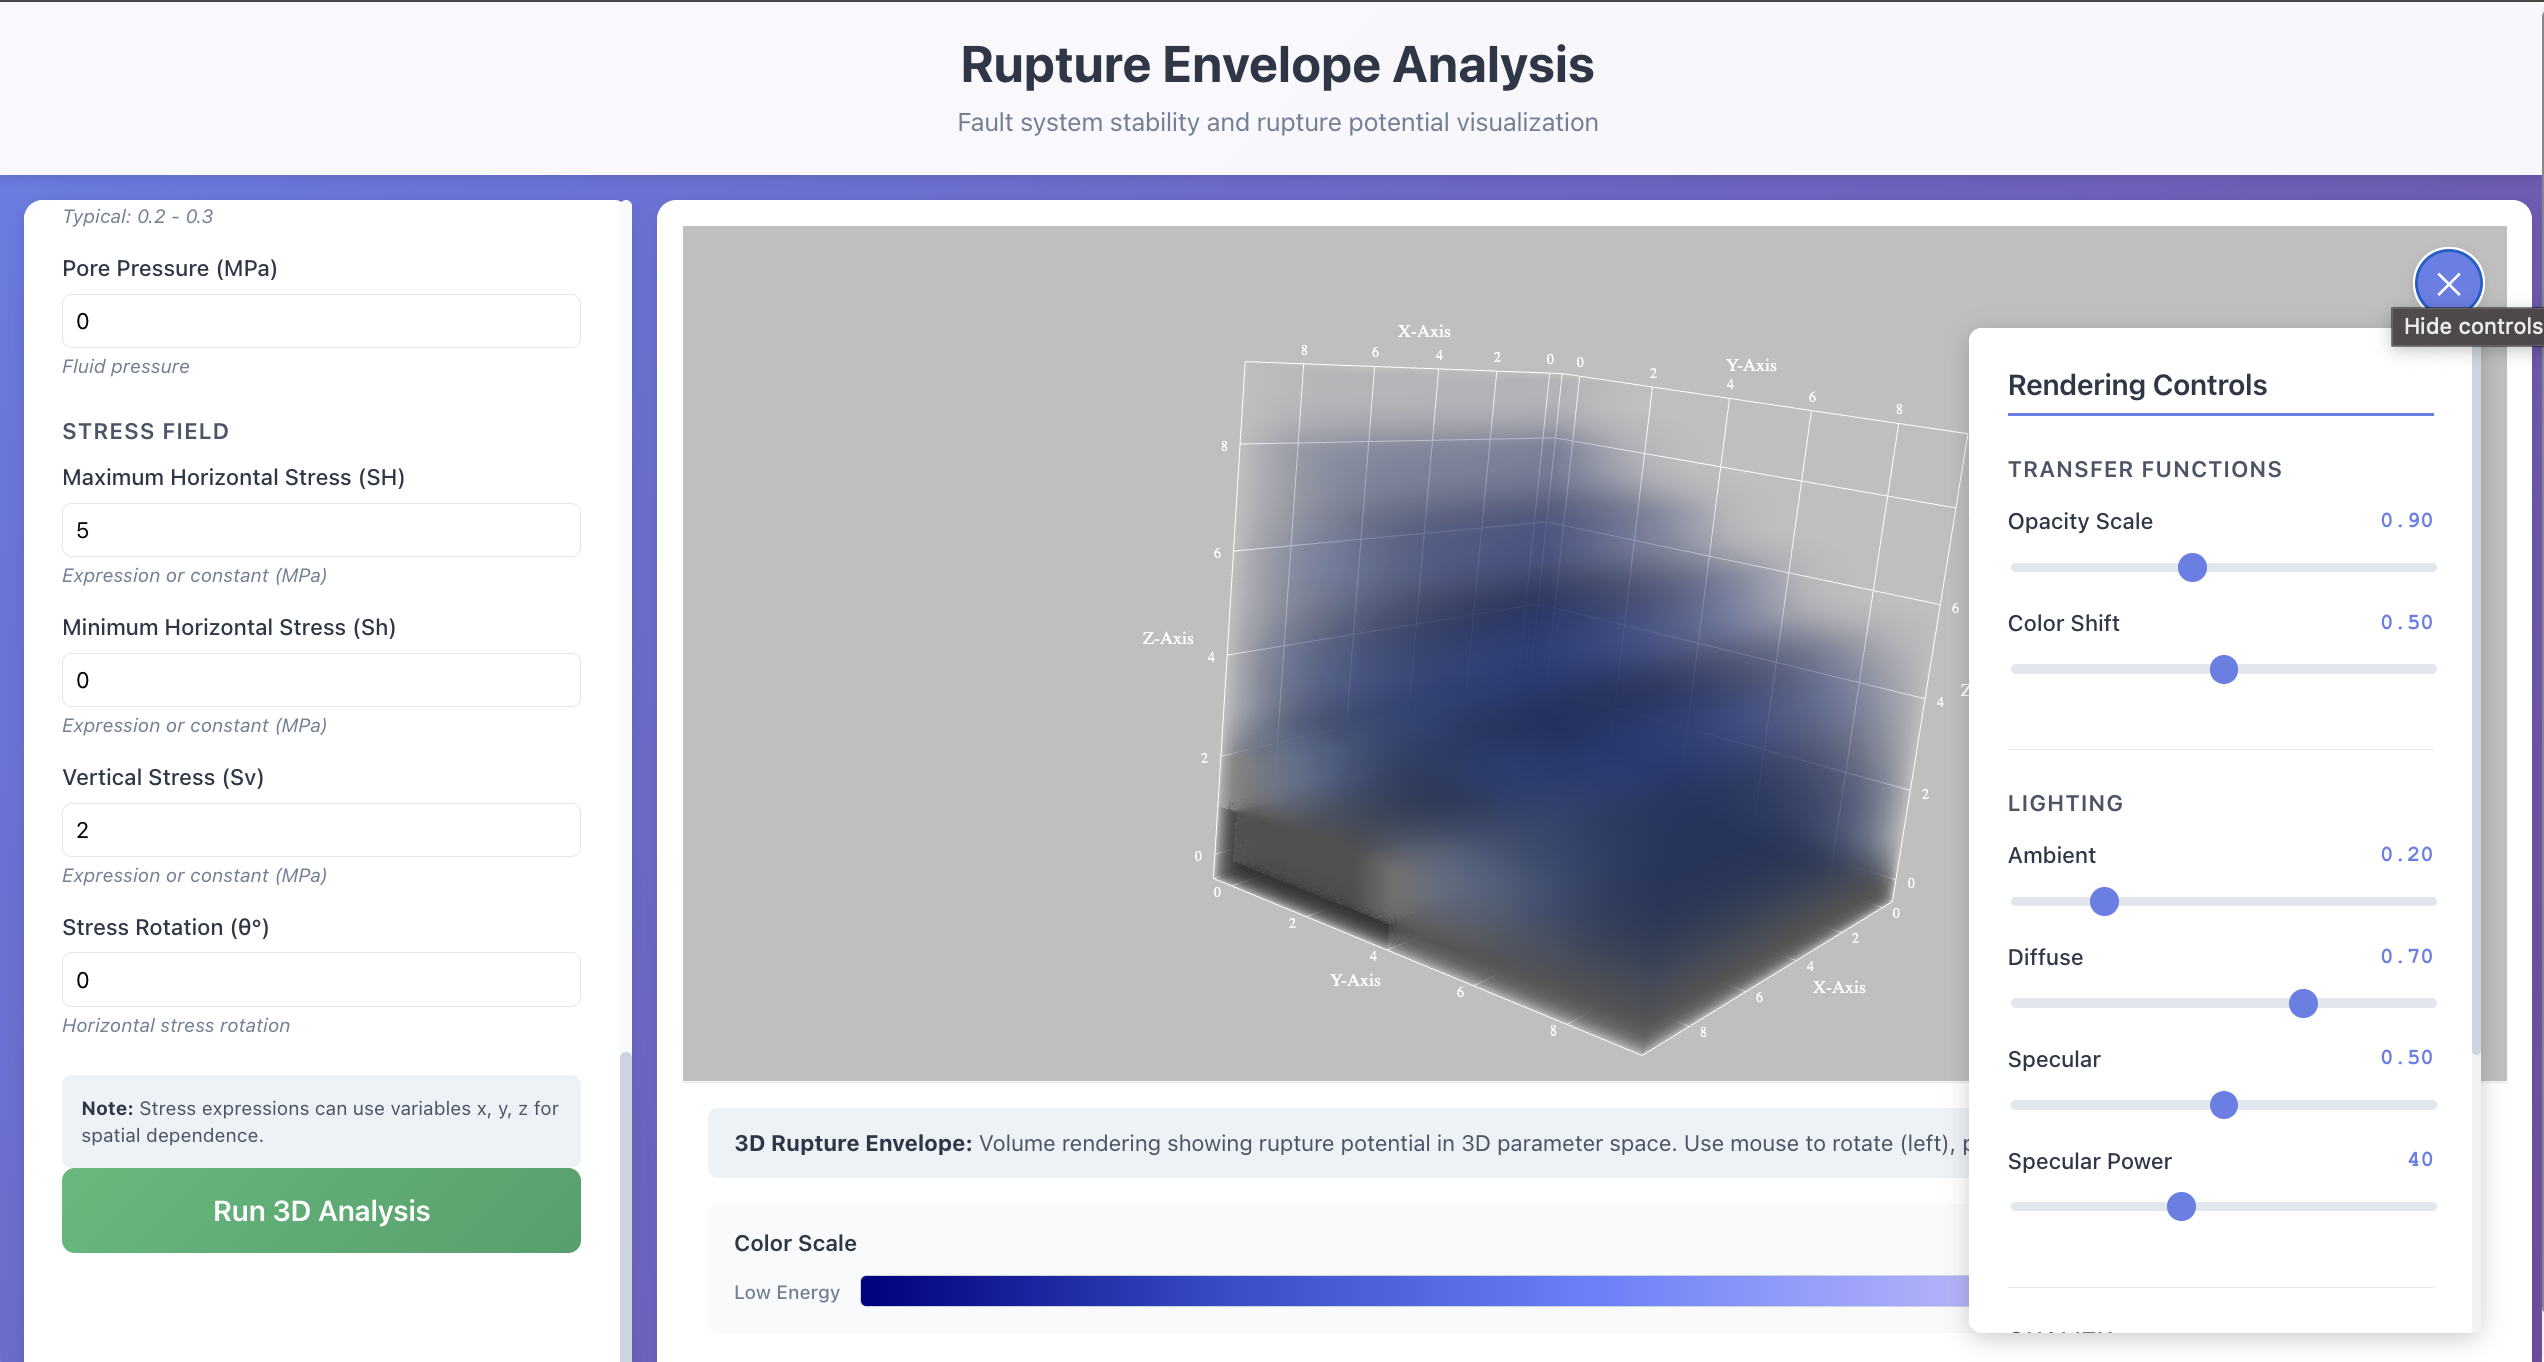 Rupture Envelope Analysis
Fault system stability and rupture potential visualization
Typical: 0.2 - 0.3
Pore Pressure (MPa)
0
Fluid pressure
STRESS FIELD
Maximum Horizontal Stress (SH)
5
Expression or constant (MPa)
Minimum Horizontal Stress (Sh)
0
Expression or constant (MPa)
Vertical Stress (Sv)
2
Expression or constant (MPa)
Stress Rotation (θ°)
0
Horizontal stress rotation
Note: Stress expressions can use variables x, y, z for
spatial dependence.
Run 3D Analysis
X-Axis
8 6 4 2 0
Y-Axis
0 2 4 6 8
Z-Axis
8
6
4
2
0
Z
6
4
2
0
Y-Axis
0 2 4 6 8
X-Axis
0 2 4 6 8
3D Rupture Envelope: Volume rendering showing rupture potential in 3D parameter space. Use mouse to rotate (left), p
Color Scale
Low Energy
Hide controls
Rendering Controls
TRANSFER FUNCTIONS
Opacity Scale 0.90
Color Shift 0.50
LIGHTING
Ambient 0.20
Diffuse 0.70
Specular 0.50
Specular Power 40